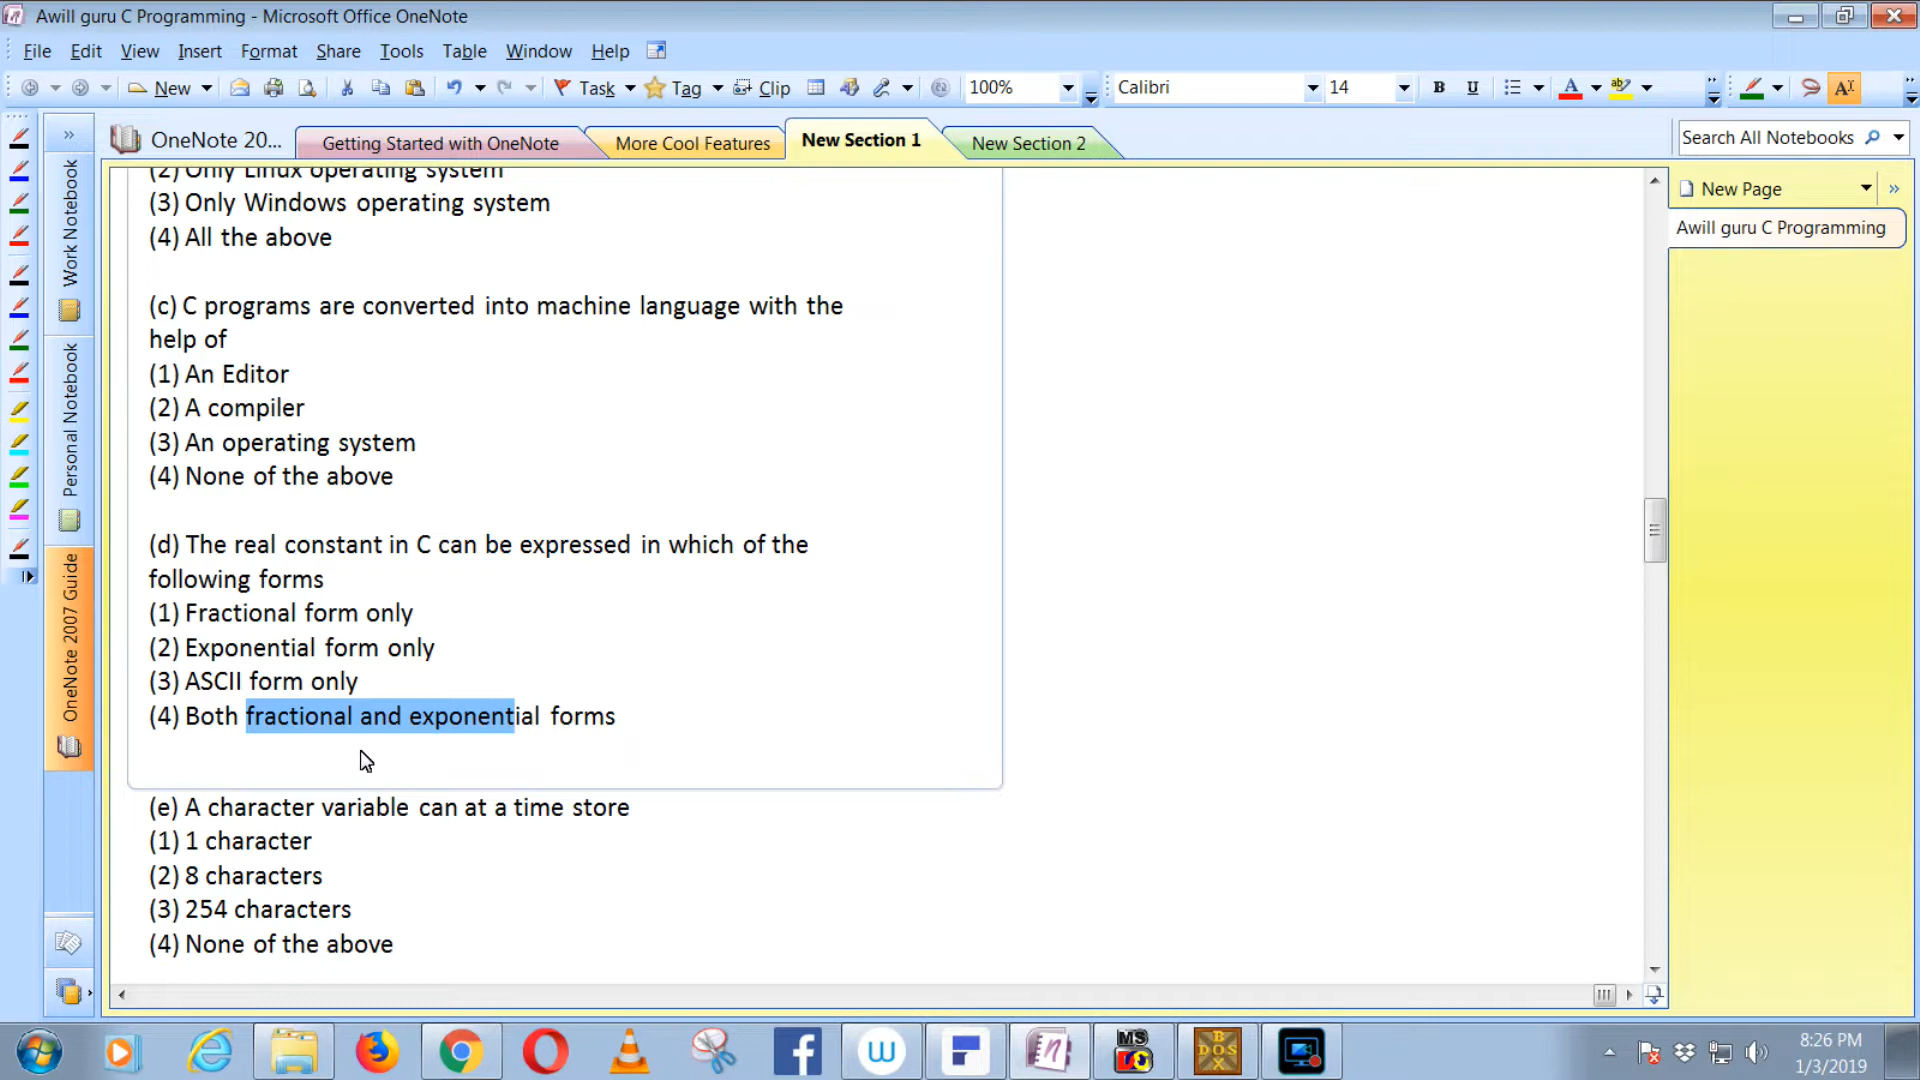 Awill guru C Programming - Microsoft Office OneNote
File Edit View Insert Format Share Tools Table Window Help
New Task Tag Clip 100% Calibri 14 B U
OneNote 20... Getting Started with OneNote More Cool Features New Section 1 New Section 2 Search All Notebooks
Work Notebook
Personal Notebook
OneNote 2007 Guide
New Page
Awill guru C Programming
(2) Only Linux operating system
(3) Only Windows operating system
(4) All the above
(c) C programs are converted into machine language with the
help of
(1) An Editor
(2) A compiler
(3) An operating system
(4) None of the above
(d) The real constant in C can be expressed in which of the
following forms
(1) Fractional form only
(2) Exponential form only
(3) ASCII form only
(4) Both fractional and exponential forms
(e) A character variable can at a time store
(1) 1 character
(2) 8 characters
(3) 254 characters
(4) None of the above
8:26 PM
1/3/2019